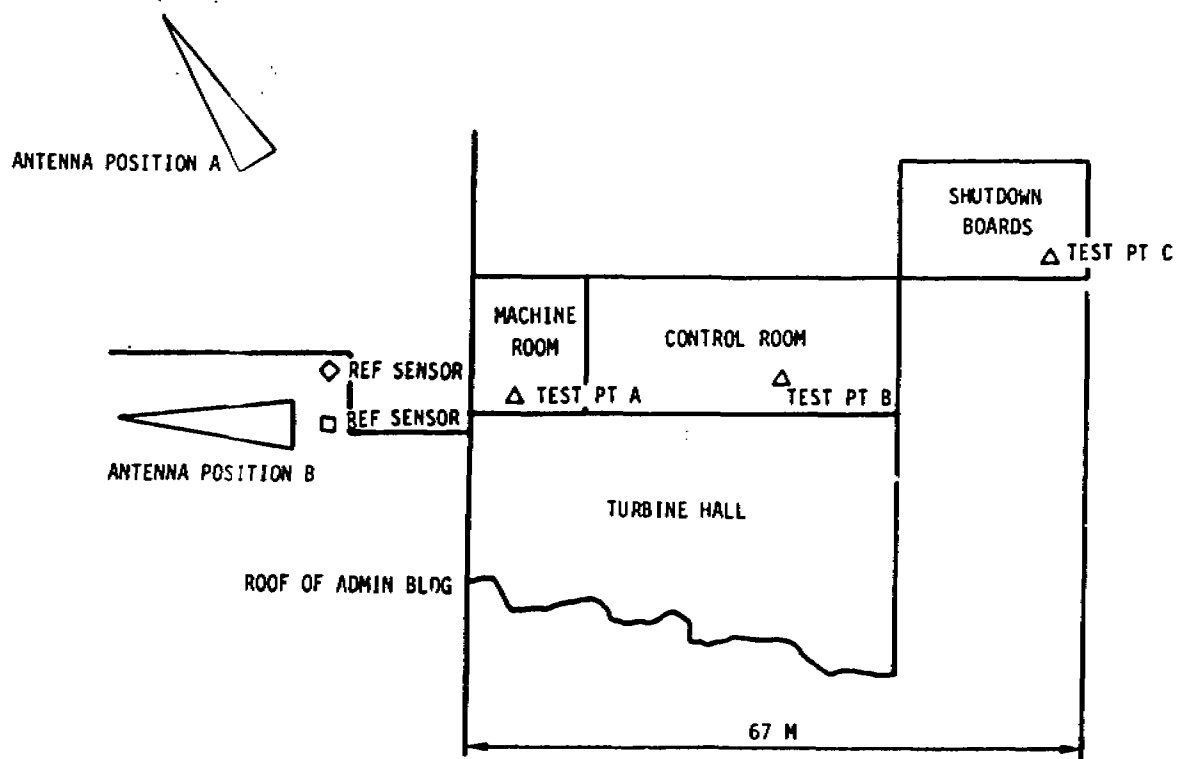 ANTENNA POSITION A
SHUTDOWN
BOARDS
TEST PT C
MACHINE
ROOM
CONTROL ROOM
REF SENSOR
TEST PT A
TEST PT B
REF SENSOR
ANTENNA POSITION B
TURBINE HALL
ROOF OF ADMIN BLDG
67 M